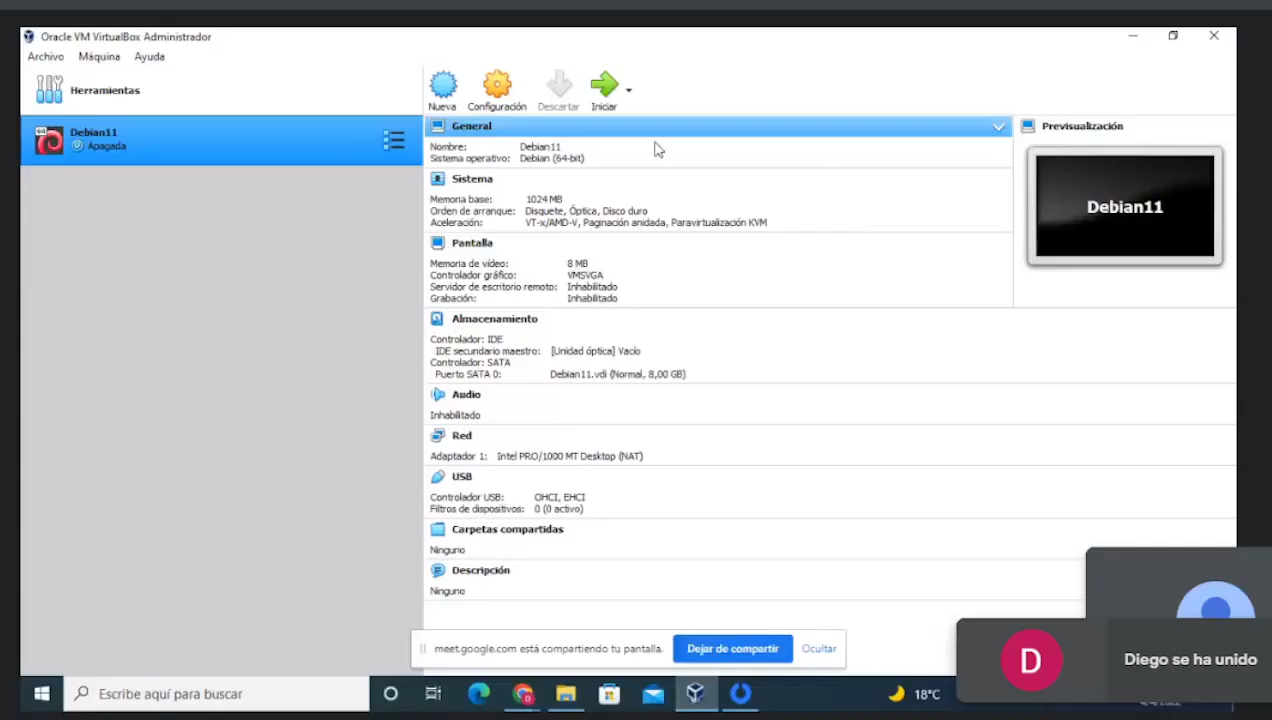 Oracle VM VirtualBox Administrador
Archivo Máquina Ayuda
Herramientas
Nueva Configuración Descartar Iniciar
64 Debian11
Apagada
General
Nombre: Debian11
Sistema operativo: Debian (64-bit)
Sistema
Memoria base: 1024 MB
Orden de arranque: Disquete, Óptica, Disco duro
Aceleración: VT-x/AMD-V, Paginación anidada, Paravirtualización KVM
Pantalla
Memoria de vídeo: 8 MB
Controlador gráfico: VMSVGA
Servidor de escritorio remoto: Inhabilitado
Grabación: Inhabilitado
Almacenamiento
Controlador: IDE
IDE secundario maestro: [Unidad óptica] Vacío
Controlador: SATA
Puerto SATA 0: Debian11.vdi (Normal, 8,00 GB)
Audio
Inhabilitado
Red
Adaptador 1: Intel PRO/1000 MT Desktop (NAT)
USB
Controlador USB: OHCI, EHCI
Filtros de dispositivos: 0 (0 activo)
Carpetas compartidas
Ninguno
Descripción
Ninguno
Previsualización
Debian11
meet.google.com está compartiendo tu pantalla. Dejar de compartir Ocultar
D Diego se ha unido
Escribe aquí para buscar
18°C